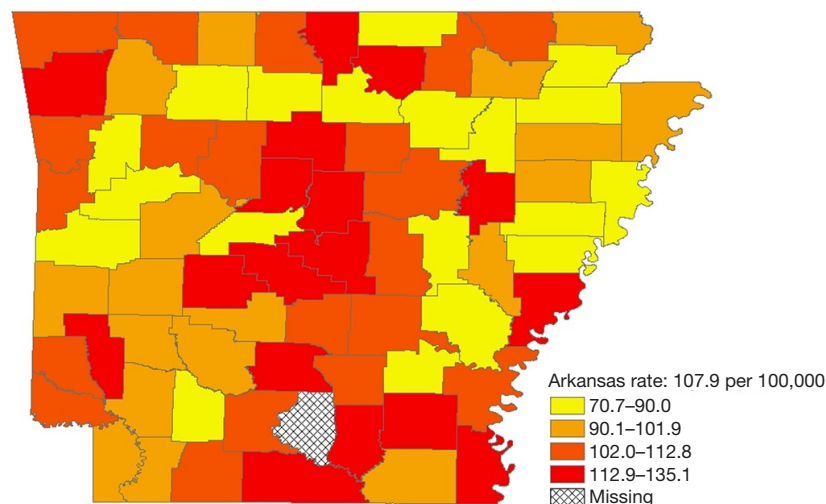 Arkansas rate: 107.9 per 100,000
70.7–90.0
90.1–101.9
102.0–112.8
112.9–135.1
Missing